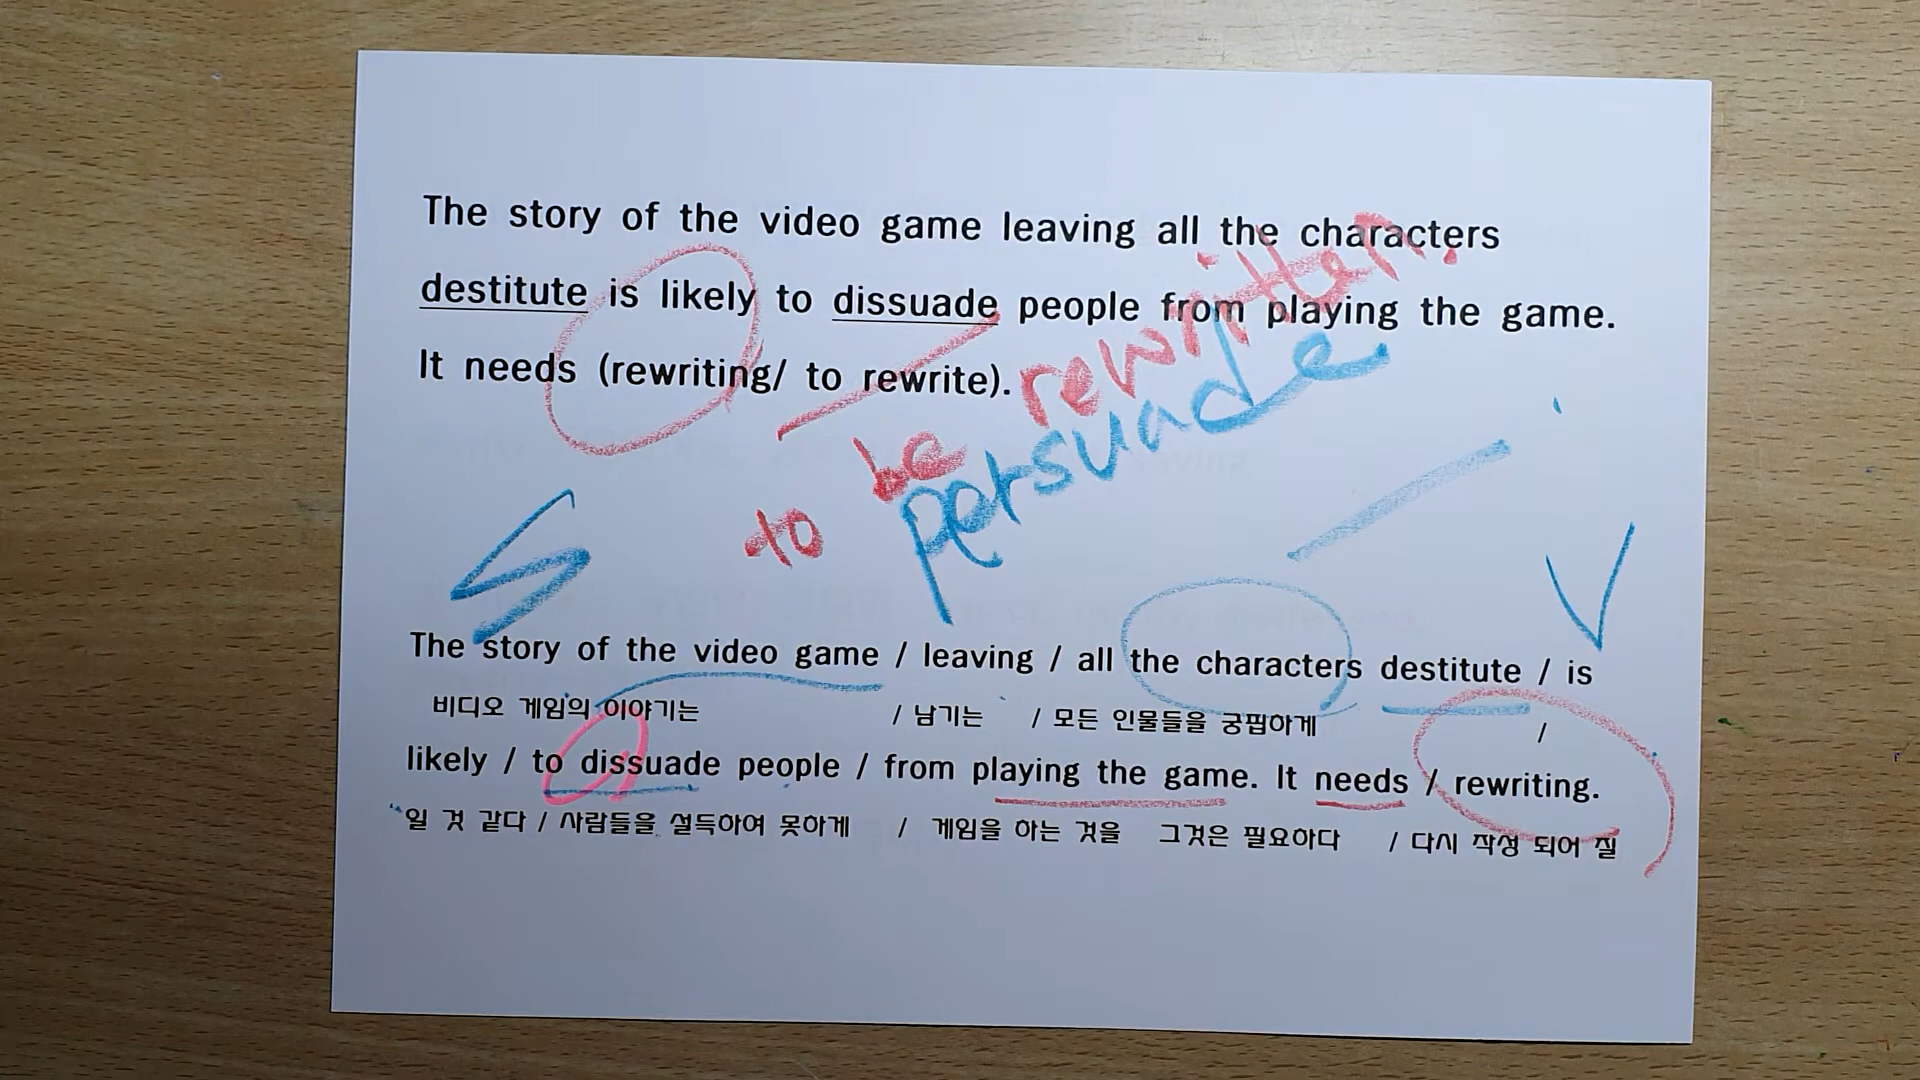 The story of the video game leaving all the characters
destitute is likely to dissuade people from playing the game.
It needs (rewriting/ to rewrite).
to be rewritten
persuade
S
V
The story of the video game / leaving / all the characters destitute / is
비디오 게임의 이야기는 / 남기는 / 모든 인물들을 궁핍하게 /
likely / to dissuade people / from playing the game. It needs / rewriting.
일 것 같다 / 사람들을 설득하여 못하게 / 게임을 하는 것을 그것은 필요하다 / 다시 작성 되어 질